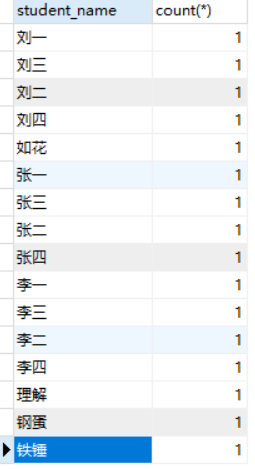 student_name count(*)
刘一 1
刘三 1
刘二 1
刘四 1
如花 1
张一 1
张三 1
张二 1
张四 1
李一 1
李三 1
李二 1
李四 1
理解 1
钢蛋 1
铁锤 1